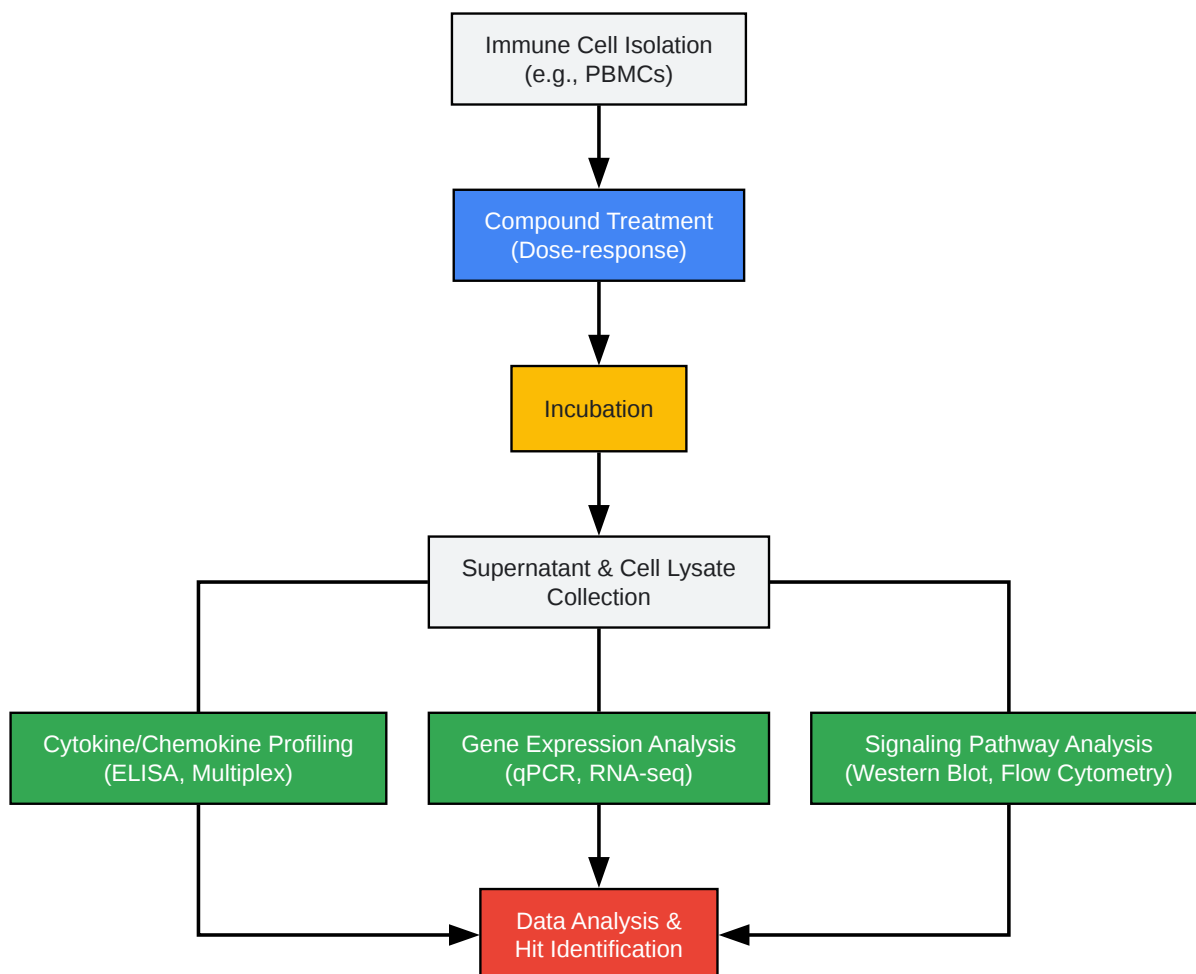 Immune Cell Isolation
(e.g., PBMCs)
Compound Treatment
(Dose-response)
Incubation
Supernatant & Cell Lysate
Collection
Cytokine/Chemokine Profiling
(ELISA, Multiplex)
Gene Expression Analysis
(qPCR, RNA-seq)
Signaling Pathway Analysis
(Western Blot, Flow Cytometry)
Data Analysis &
Hit Identification